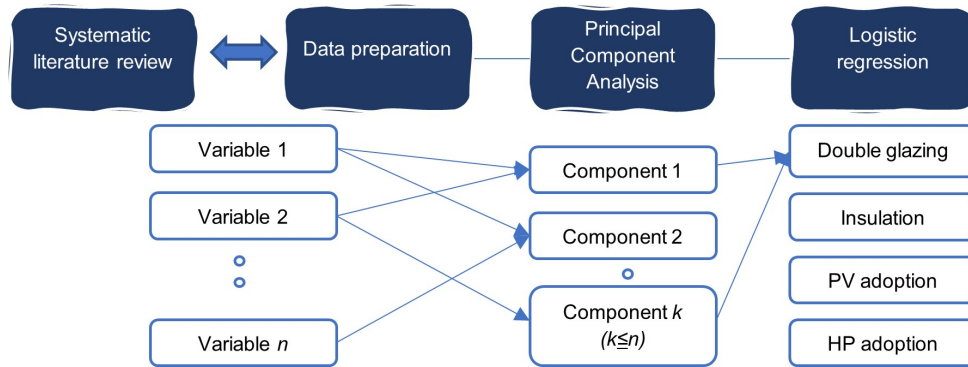 Systematic
literature review
Data preparation
Principal
Component
Analysis
Logistic
regression
Variable 1
Variable 2
Variable n
Component 1
Component 2
Component k
(k≦n)
Double glazing
Insulation
PV adoption
HP adoption